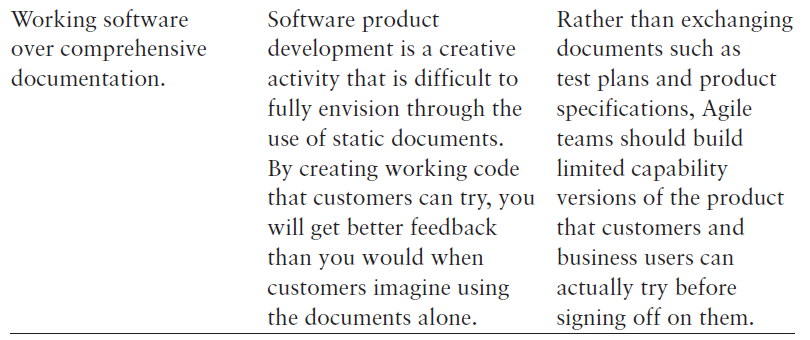 Working software
over comprehensive
documentation.
Software product
development is a creative
activity that is difficult to
fully envision through the
use of static documents.
By creating working code
that customers can try, you
will get better feedback
than you would when
customers imagine using
the documents alone.
Rather than exchanging
documents such as
test plans and product
specifications, Agile
teams should build
limited capability
versions of the product
that customers and
business users can
actually try before
signing off on them.